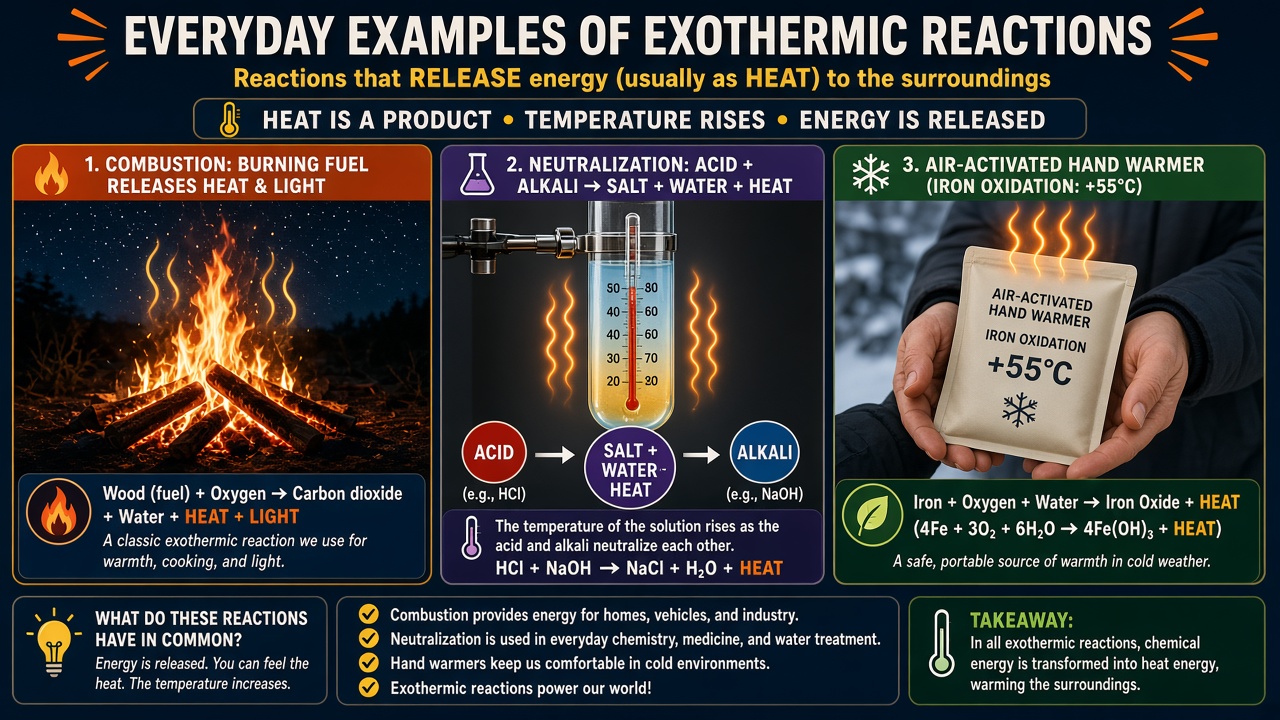 EVERYDAY EXAMPLES OF EXOTHERMIC REACTIONS
Reactions that RELEASE energy (usually as HEAT) to the surroundings
HEAT IS A PRODUCT • TEMPERATURE RISES • ENERGY IS RELEASED
1. COMBUSTION: BURNING FUEL
RELEASES HEAT & LIGHT
Wood (fuel) + Oxygen → Carbon dioxide
+ Water + HEAT + LIGHT
A classic exothermic reaction we use for
warmth, cooking, and light.
2. NEUTRALIZATION: ACID +
ALKALI → SALT + WATER + HEAT
50 80
40 60
40 60
30 70
20 20
ACID
(e.g., HCl)
SALT +
WATER
HEAT
ALKALI
(e.g., NaOH)
The temperature of the solution rises as the
acid and alkali neutralize each other.
HCl + NaOH → NaCl + H₂O + HEAT
3. AIR-ACTIVATED HAND WARMER
(IRON OXIDATION: +55°C)
AIR-ACTIVATED
HAND WARMER
IRON OXIDATION
+55°C
Iron + Oxygen + Water → Iron Oxide + HEAT
(4Fe + 3O₂ + 6H₂O → 4Fe(OH)₃ + HEAT)
A safe, portable source of warmth in cold weather.
WHAT DO THESE REACTIONS
HAVE IN COMMON?
Energy is released. You can feel the
heat. The temperature increases.
Combustion provides energy for homes, vehicles, and industry.
Neutralization is used in everyday chemistry, medicine, and water treatment.
Hand warmers keep us comfortable in cold environments.
Exothermic reactions power our world!
TAKEAWAY:
In all exothermic reactions, chemical
energy is transformed into heat energy,
warming the surroundings.